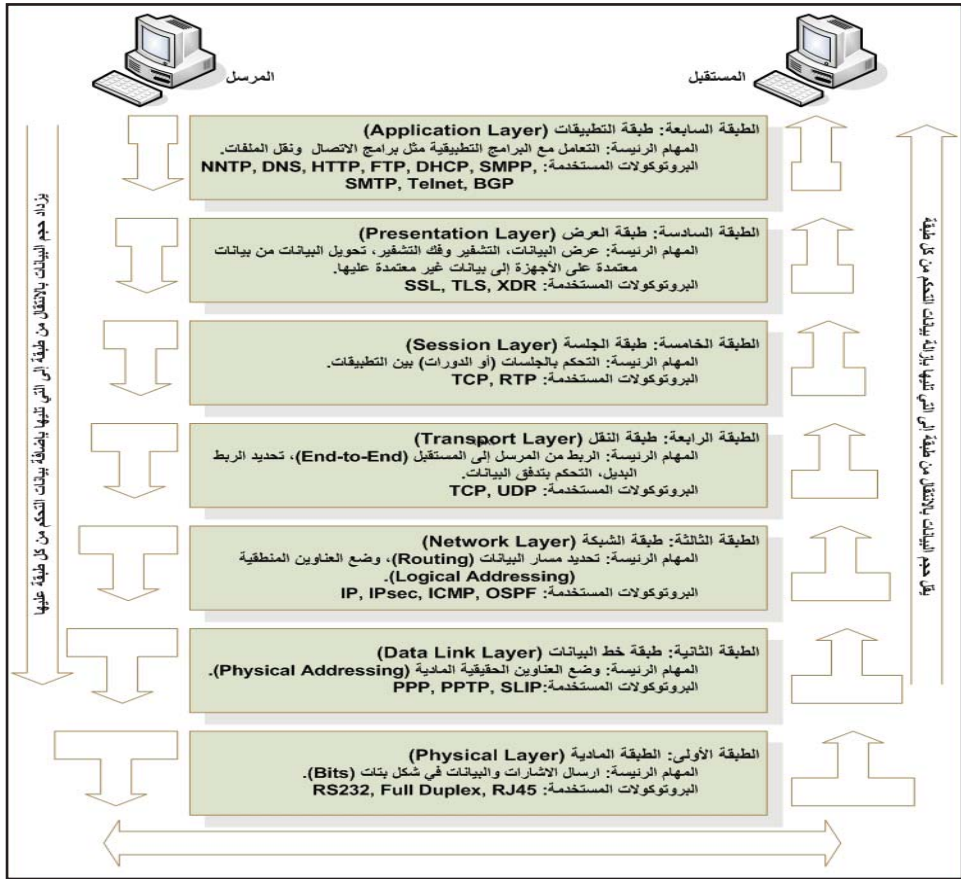 المرسل
المستقبل
الطبقة السابعة: طبقة التطبيقات (Application Layer)
المهام الرئيسة: التعامل مع البرامج التطبيقية مثل برامج الاتصال ونقل الملفات.
البروتوكولات المستخدمة: NNTP, DNS, HTTP, FTP, DHCP, SMPP,
SMTP, Telnet, BGP
الطبقة السادسة: طبقة العرض (Presentation Layer)
المهام الرئيسة: عرض البيانات، التشفير وفك التشفير، تحويل البيانات من بيانات
معتمدة على الأجهزة إلى بيانات غير معتمدة عليها.
البروتوكولات المستخدمة: SSL, TLS, XDR
الطبقة الخامسة: طبقة الجلسة (Session Layer)
المهام الرئيسة: التحكم بالجلسات (أو الدورات) بين التطبيقات.
البروتوكولات المستخدمة: TCP, RTP
الطبقة الرابعة: طبقة النقل (Transport Layer)
المهام الرئيسة: الربط من المرسل إلى المستقبل (End-to-End)، تحديد الربط
البديل، التحكم بتدفق البيانات.
البروتوكولات المستخدمة: TCP, UDP
الطبقة الثالثة: طبقة الشبكة (Network Layer)
المهام الرئيسة: تحديد مسار البيانات (Routing)، وضع العناوين المنطقية
(Logical Addressing).
البروتوكولات المستخدمة: IP, IPsec, ICMP, OSPF
الطبقة الثانية: طبقة خط البيانات (Data Link Layer)
المهام الرئيسة: وضع العناوين الحقيقية المادية (Physical Addressing).
البروتوكولات المستخدمة:PPP, PPTP, SLIP
الطبقة الأولى: الطبقة المادية (Physical Layer)
المهام الرئيسة: ارسال الاشارات والبيانات في شكل بتات (Bits).
البروتوكولات المستخدمة: RS232, Full Duplex, RJ45
يزداد حجم البيانات بالانتقال من طبقة إلى التي تليها بإضافة بيانات التحكم من كل طبقة عليها
يقل حجم البيانات بالانتقال من طبقة إلى التي تليها بإزالة بيانات التحكم من كل طبقة